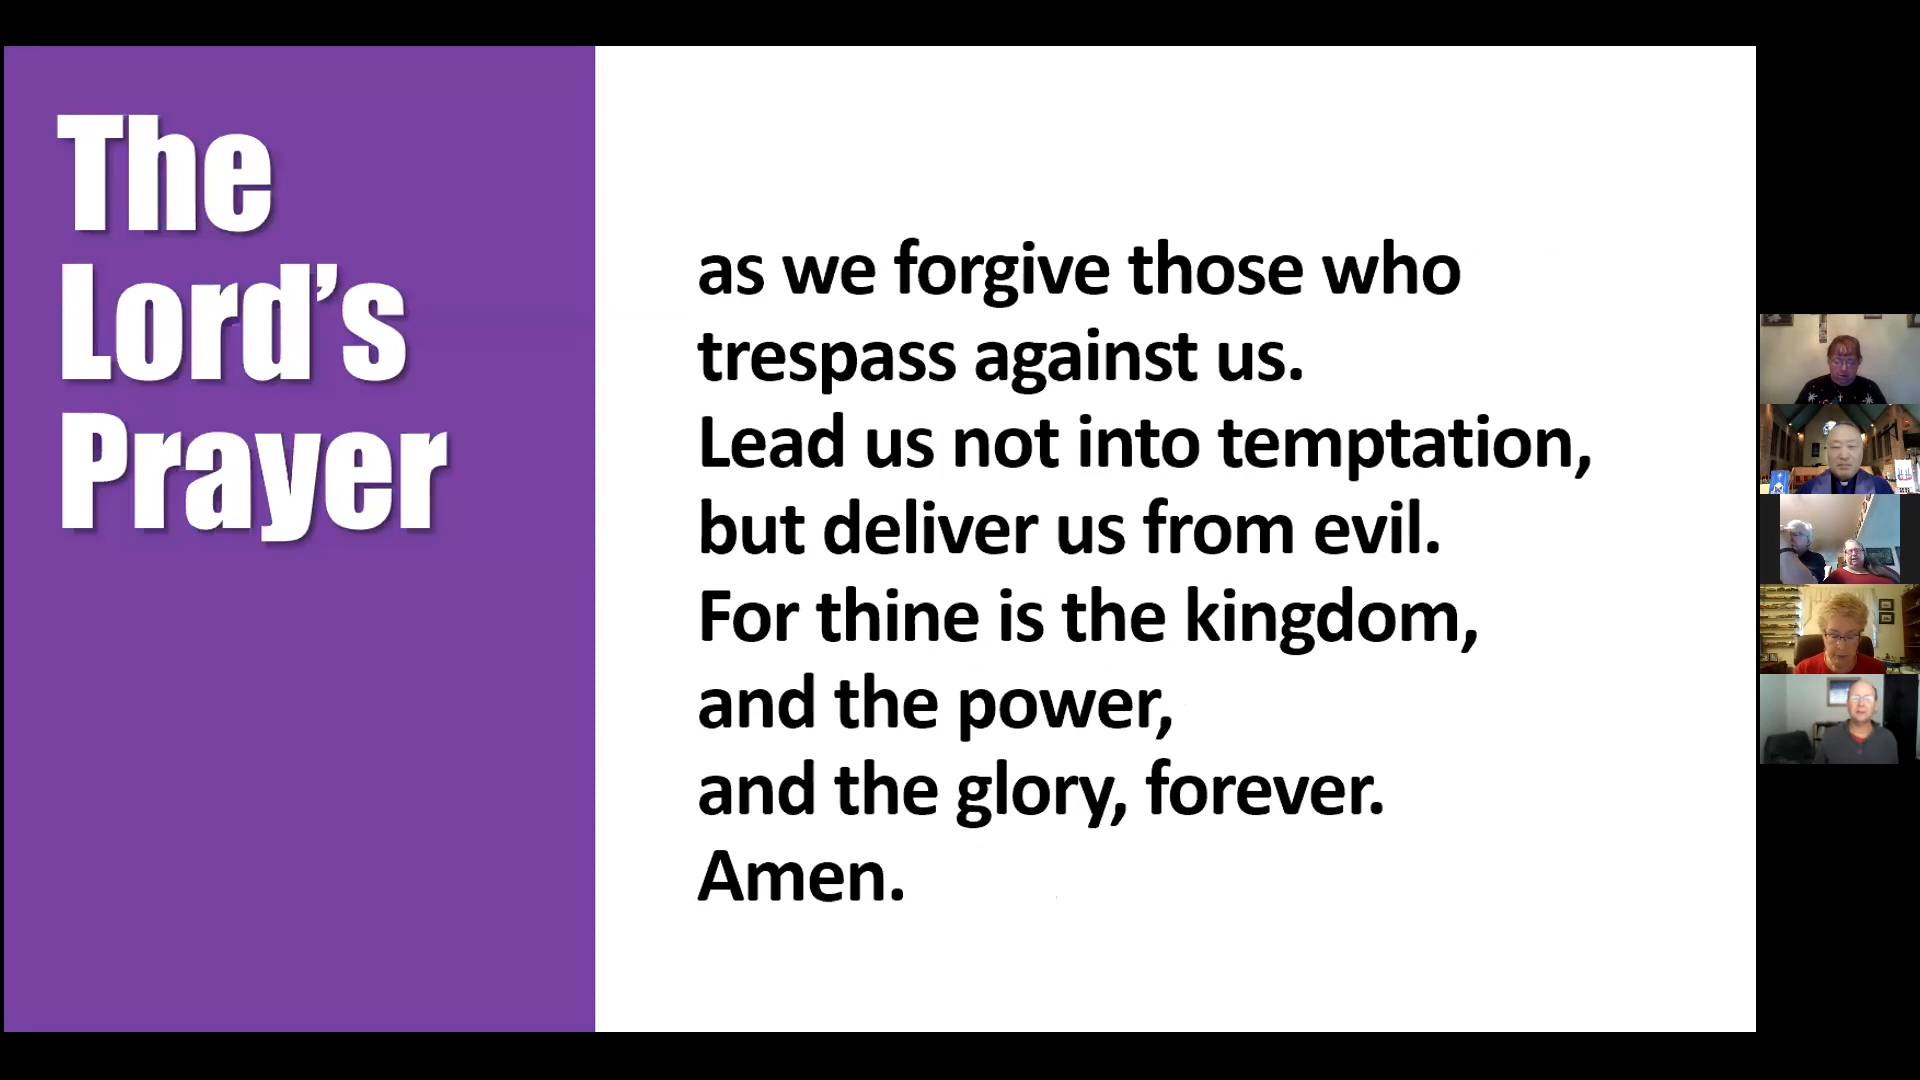 The
Lord’s
Prayer
as we forgive those who
trespass against us.
Lead us not into temptation,
but deliver us from evil.
For thine is the kingdom,
and the power,
and the glory, forever.
Amen.